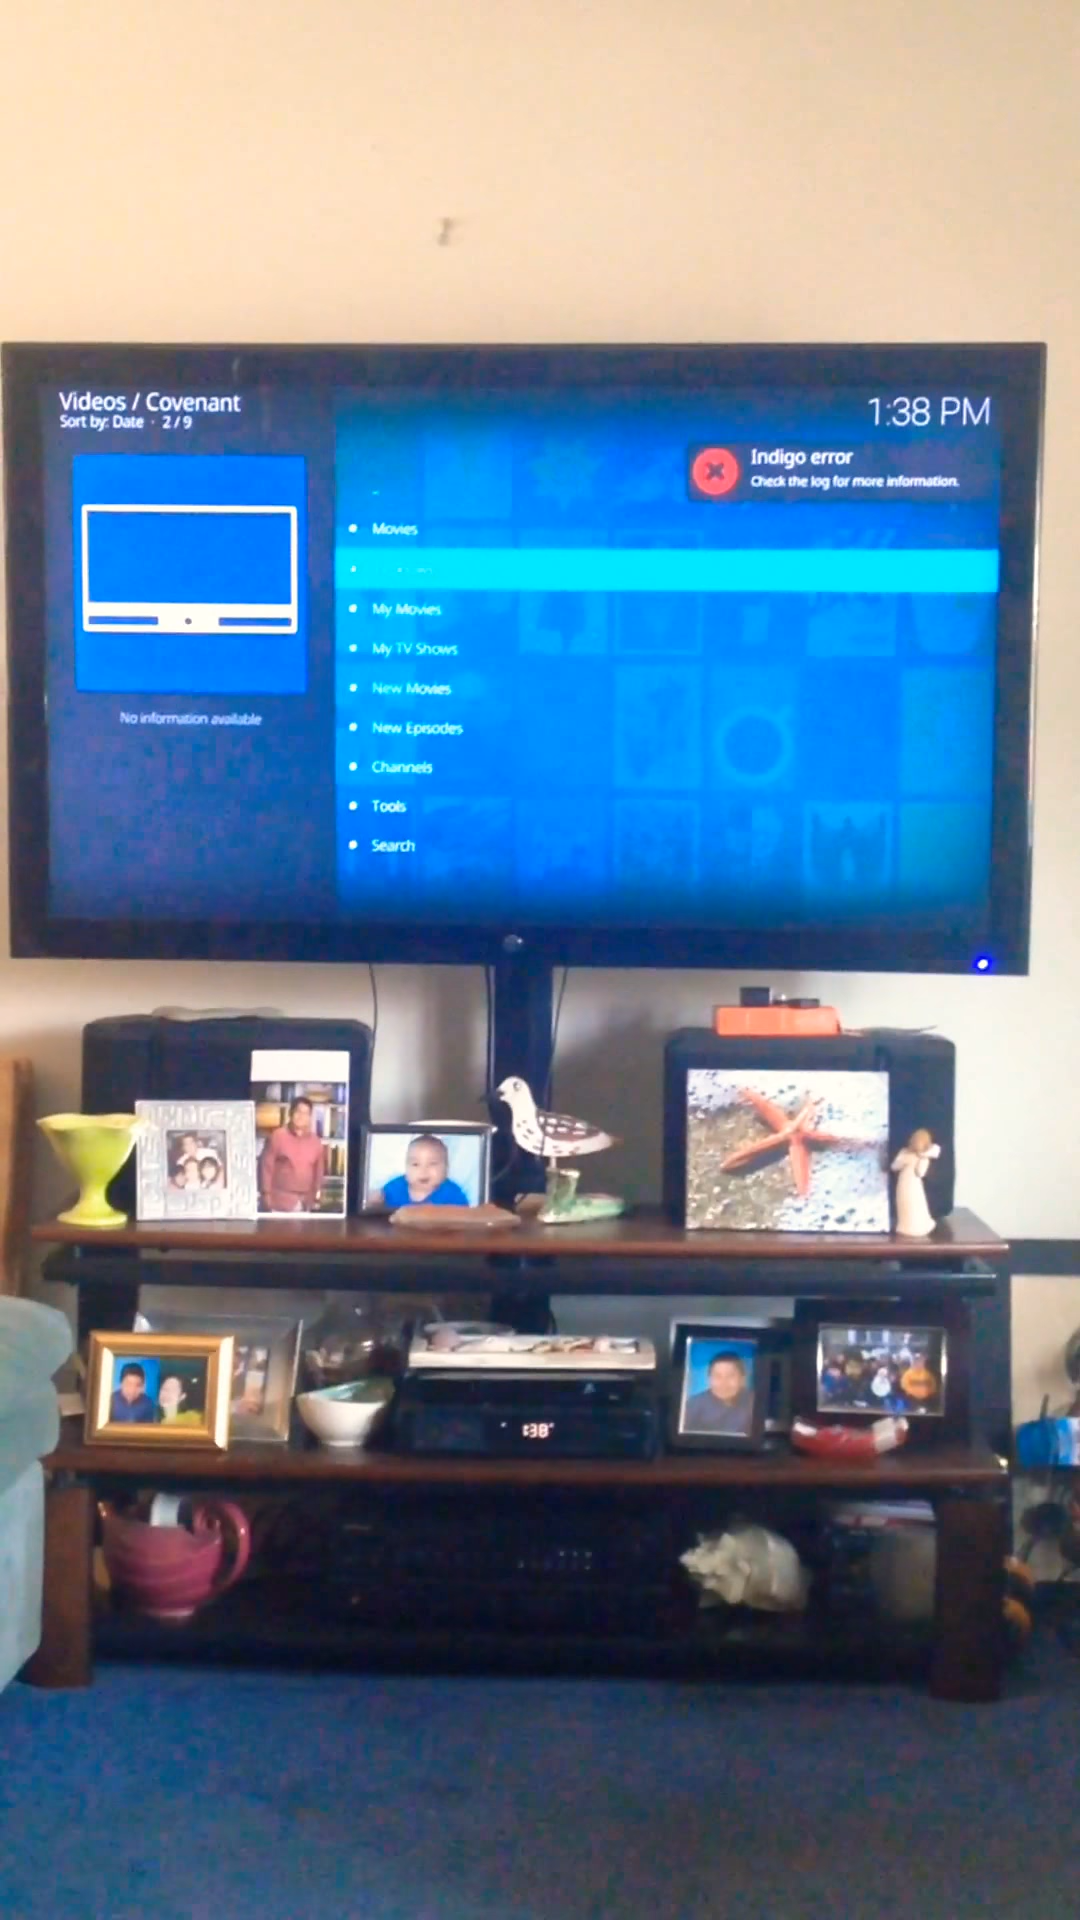 Videos / Covenant
Sort by: Date · 2 / 9
1:38 PM
Indigo error
Check the log for more information.
Movies
My Movies
My TV Shows
New Movies
New Episodes
Channels
Tools
Search
No information available
1:38